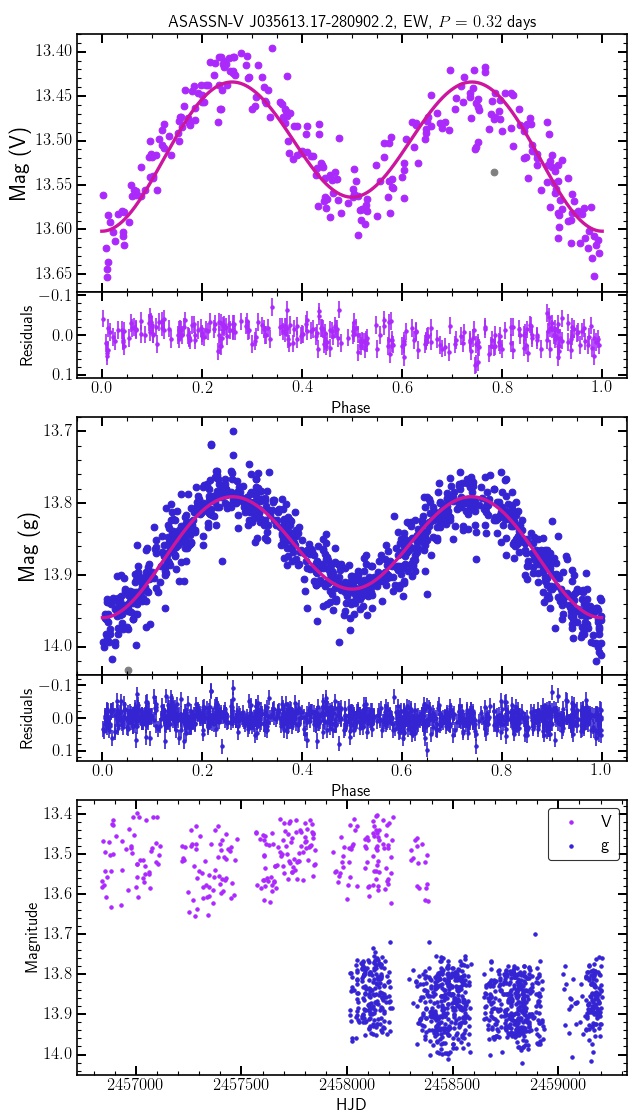 ASASSN-V J035613.17-280902.2, EW, P = 0.32 days
13.40
13.45
13.50
13.55
13.60
13.65
Mag (V)
−0.1
0.0
0.1
Residuals
0.0 0.2 0.4 0.6 0.8 1.0
Phase
13.7
13.8
13.9
14.0
Mag (g)
−0.1
0.0
0.1
Residuals
0.0 0.2 0.4 0.6 0.8 1.0
Phase
13.4
13.5
13.6
13.7
13.8
13.9
14.0
Magnitude
V
g
2457000 2457500 2458000 2458500 2459000
HJD